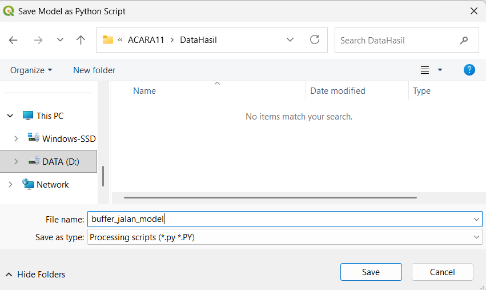 Save Model as Python Script
« ACARA11 > DataHasil
Search DataHasil
Organize
New folder
Name
Date modified
Type
This PC
Windows-SSD
DATA (D:)
Network
No items match your search.
File name: buffer_jalan_model
Save as type: Processing scripts (*.py *.PY)
Hide Folders
Save
Cancel